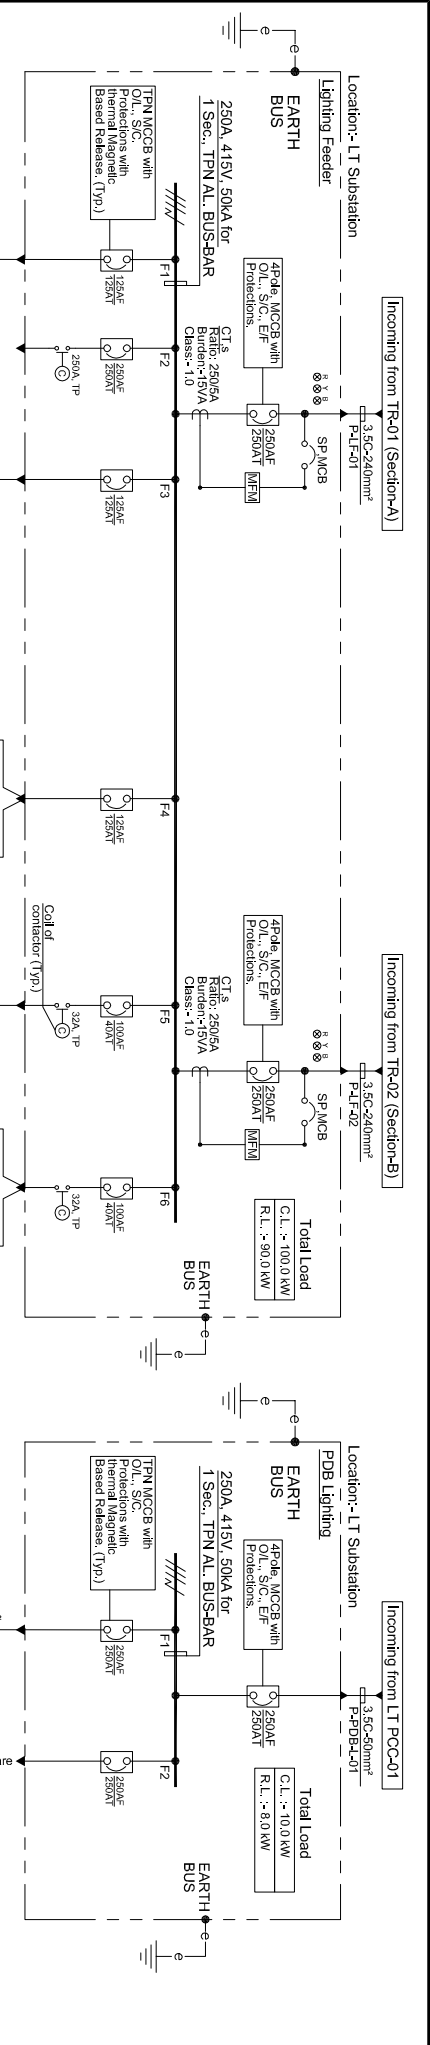 Incoming from TR-01 (Section-A)
3.5C-240mm²
P-LF-01
Incoming from TR-02 (Section-B)
3.5C-240mm²
P-LF-02
Location:- LT Substation
Lighting Feeder
e
e
EARTH
BUS
R Y B
SP,MCB
4Pole, MCCB with
O/L., S/C., E/F
Protections.
250AF
250AT
MFM
CT,s
Ratio: 250/5A
Burden:-15VA
Class:- 1.0
R Y B
SP,MCB
4Pole, MCCB with
O/L., S/C., E/F
Protections.
250AF
250AT
MFM
CT,s
Ratio: 250/5A
Burden:-15VA
Class:- 1.0
Total Load
C.L. :- 100.0 kW
R.L. :- 90.0 kW
250A, 415V, 50kA for
1 Sec., TPN AL. BUS-BAR
EARTH
BUS
e
e
F1
F2
F3
F4
F5
F6
TPN MCCB with
O/L., S/C.
Protections with
thermal Magnetic
Based Release. (Typ.)
125AF
125AT
250AF
250AT
125AF
125AT
125AF
125AT
100AF
40AT
100AF
40AT
250A, TP
C
Coil of
contactor (Typ.)
32A, TP
C
32A, TP
C
Incoming from LT PCC-01
3.5C-50mm²
P-PDB-L-01
Location:- LT Substation
PDB Lighting
e
e
EARTH
BUS
4Pole, MCCB with
O/L., S/C., E/F
Protections.
250AF
250AT
Total Load
C.L. :- 10.0 kW
R.L. :- 8.0 kW
250A, 415V, 50kA for
1 Sec., TPN AL. BUS-BAR
EARTH
BUS
e
e
F1
F2
TPN MCCB with
O/L., S/C.
Protections with
thermal Magnetic
Based Release. (Typ.)
250AF
250AT
250AF
250AT